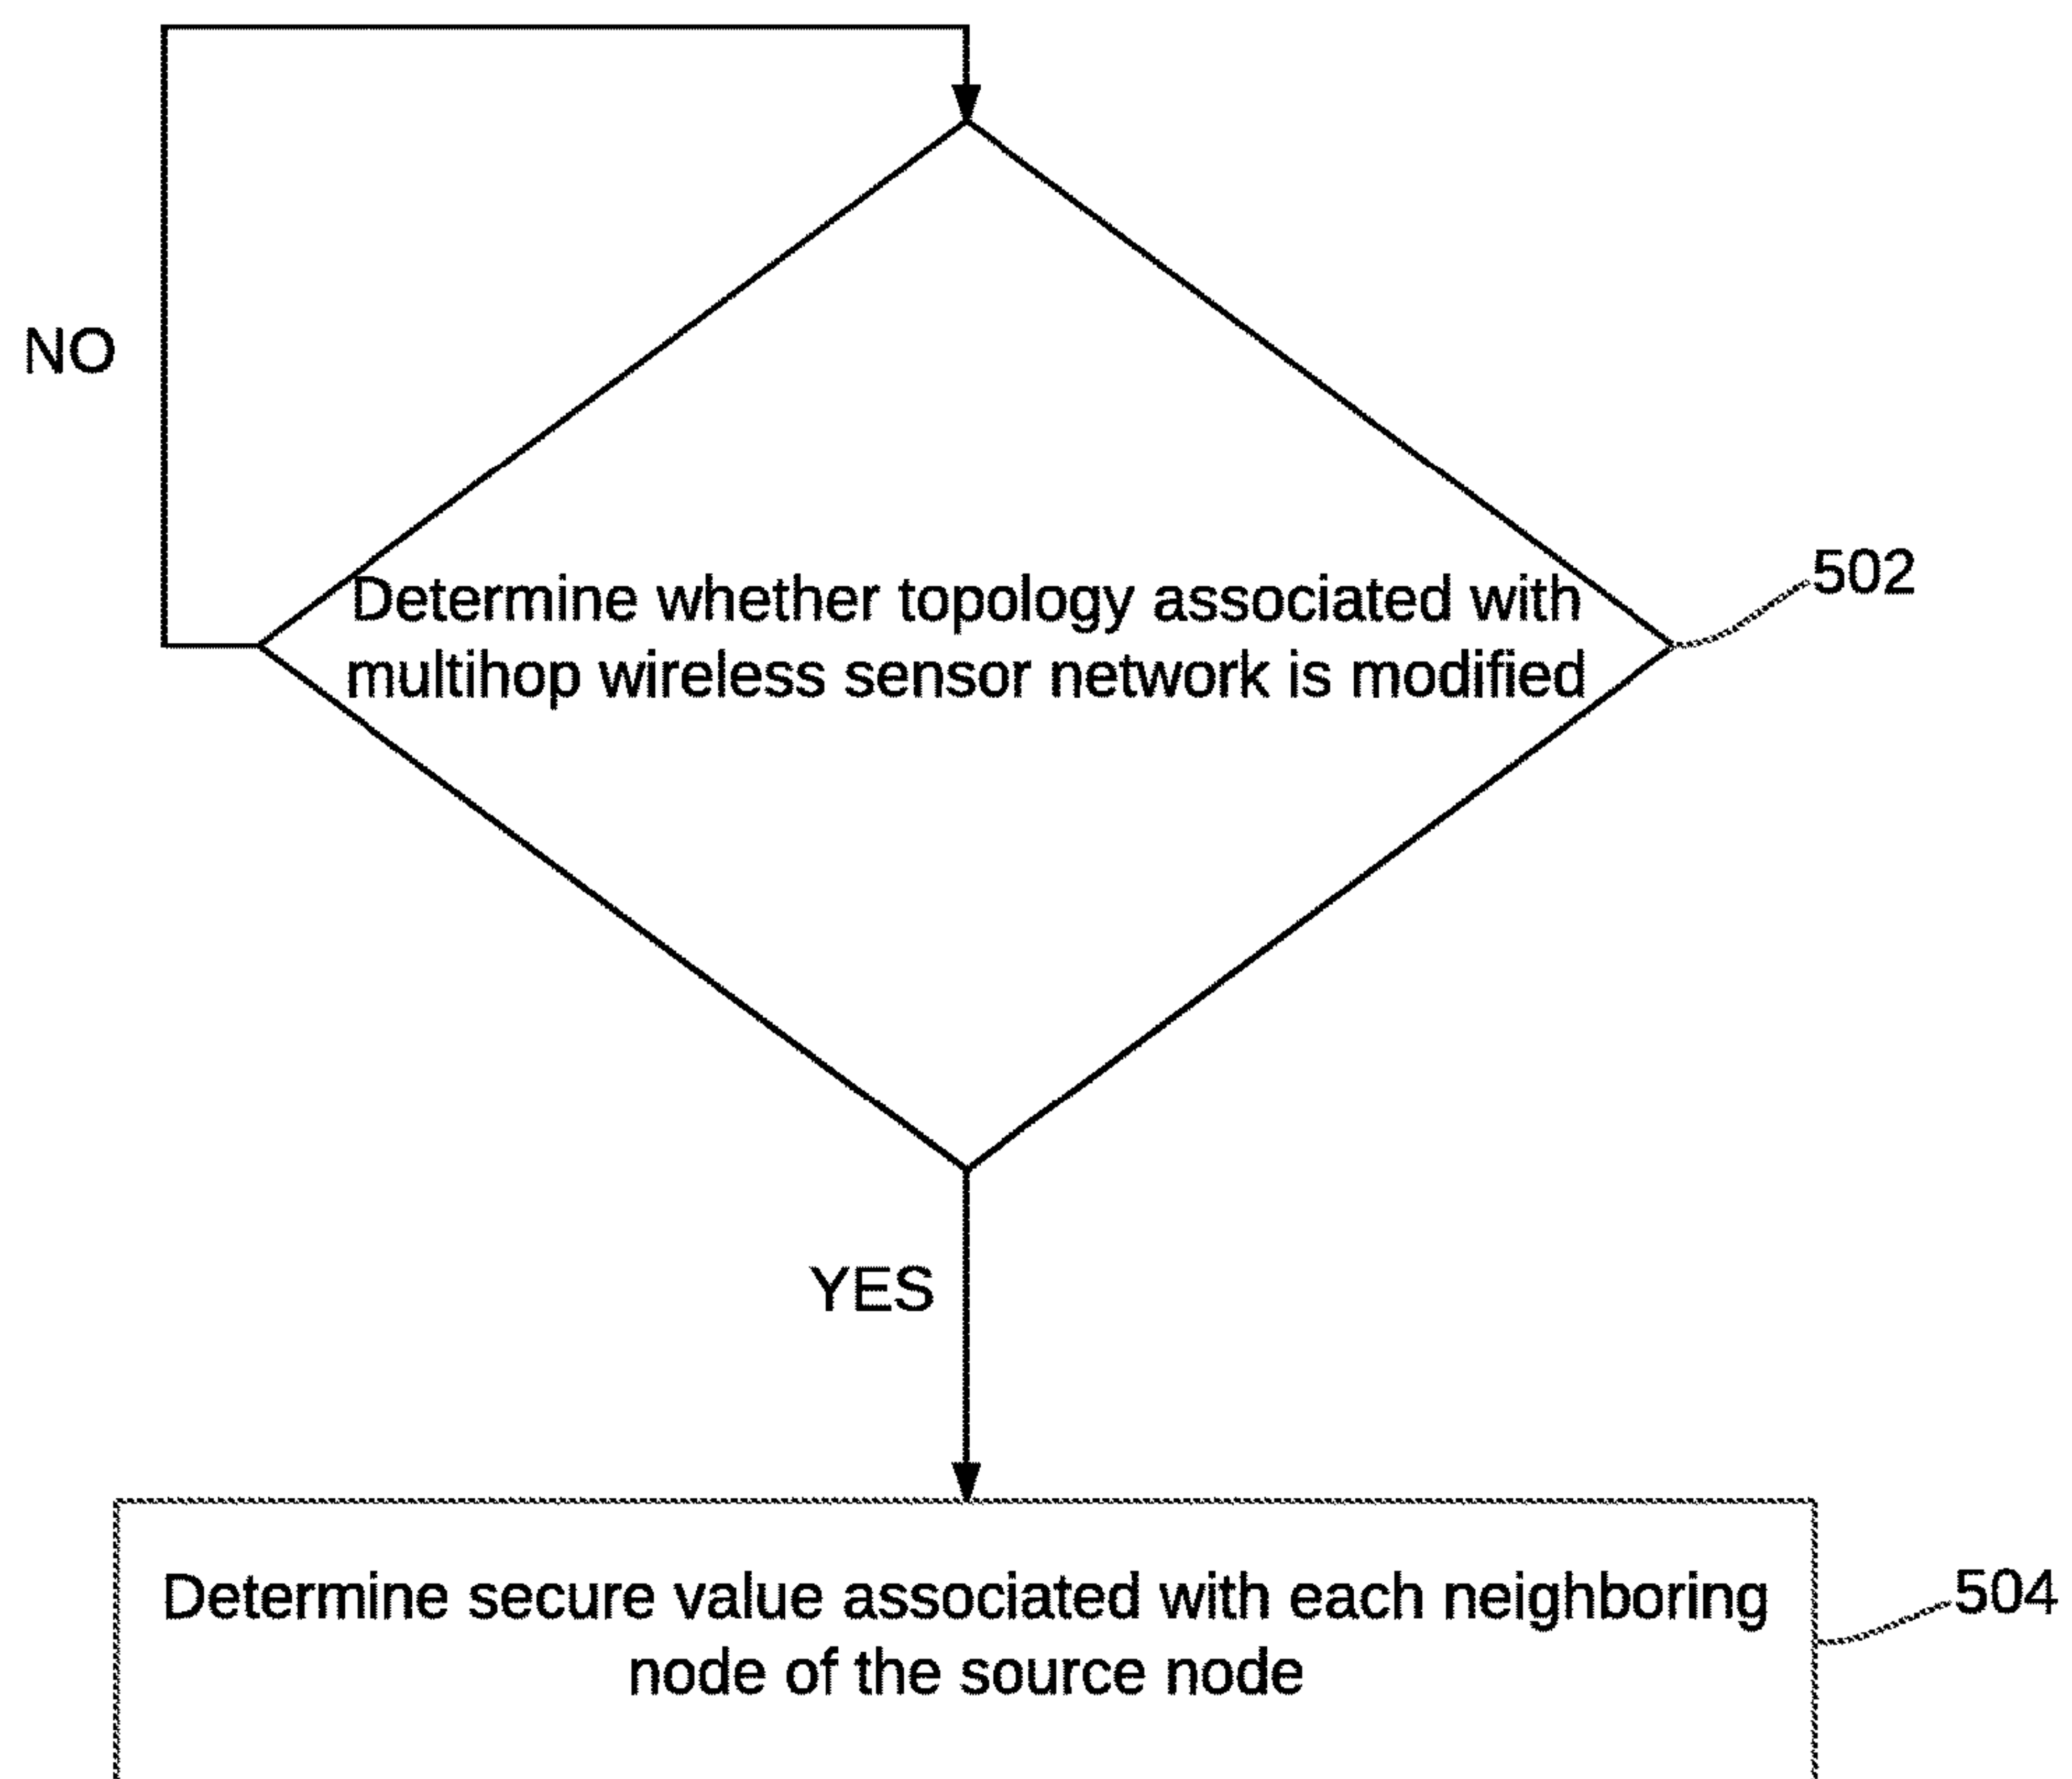 NO
Determine whether topology associated with
multihop wireless sensor network is modified
502
YES
Determine secure value associated with each neighboring
node of the source node
504